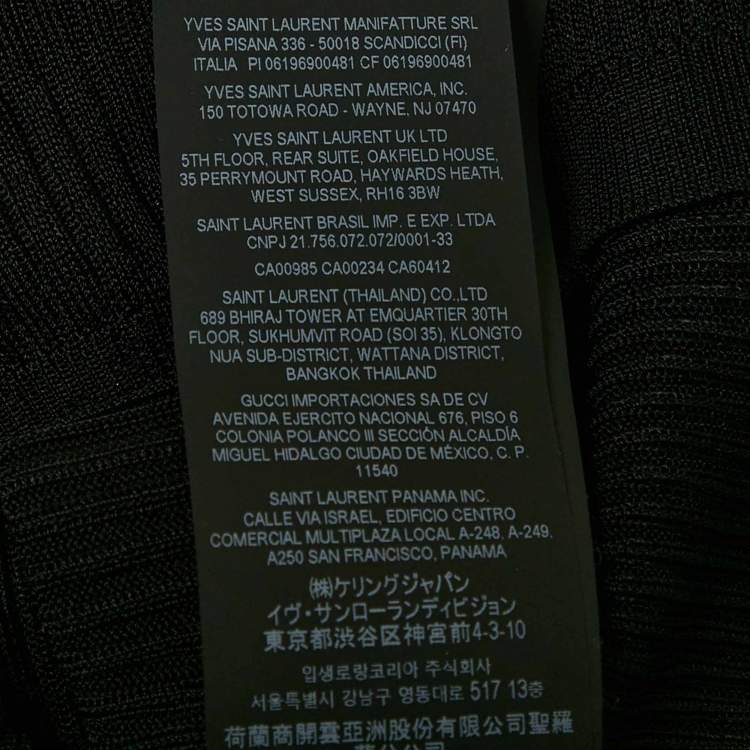 YVES SAINT LAURENT MANIFATTURE SRL
VIA PISANA 336 - 50018 SCANDICCI (FI)
ITALIA PI 06196900481 CF 06196900481
YVES SAINT LAURENT AMERICA, INC.
150 TOTOWA ROAD - WAYNE, NJ 07470
YVES SAINT LAURENT UK LTD
5TH FLOOR, REAR SUITE, OAKFIELD HOUSE,
35 PERRYMOUNT ROAD, HAYWARDS HEATH,
WEST SUSSEX, RH16 3BW
SAINT LAURENT BRASIL IMP. E EXP. LTDA
CNPJ 21.756.072.072/0001-33
CA00985 CA00234 CA60412
SAINT LAURENT (THAILAND) CO.,LTD
689 BHIRAJ TOWER AT EMQUARTIER 30TH
FLOOR, SUKHUMVIT ROAD (SOI 35), KLONGTO
NUA SUB-DISTRICT, WATTANA DISTRICT,
BANGKOK THAILAND
GUCCI IMPORTACIONES SA DE CV
AVENIDA EJERCITO NACIONAL 676, PISO 6
COLONIA POLANCO III SECCIÓN ALCALDÍA
MIGUEL HIDALGO CIUDAD DE MÉXICO, C. P.
11540
SAINT LAURENT PANAMA INC.
CALLE VIA ISRAEL, EDIFICIO CENTRO
COMERCIAL MULTIPLAZA LOCAL A-248, A-249,
A250 SAN FRANCISCO, PANAMA
㈱ケリングジャパン
イヴ・サンローランディビジョン
東京都渋谷区神宮前4-3-10
입생로랑코리아 주식회사
서울특별시 강남구 영동대로 517 13층
荷蘭商開雲亞洲股份有限公司聖羅